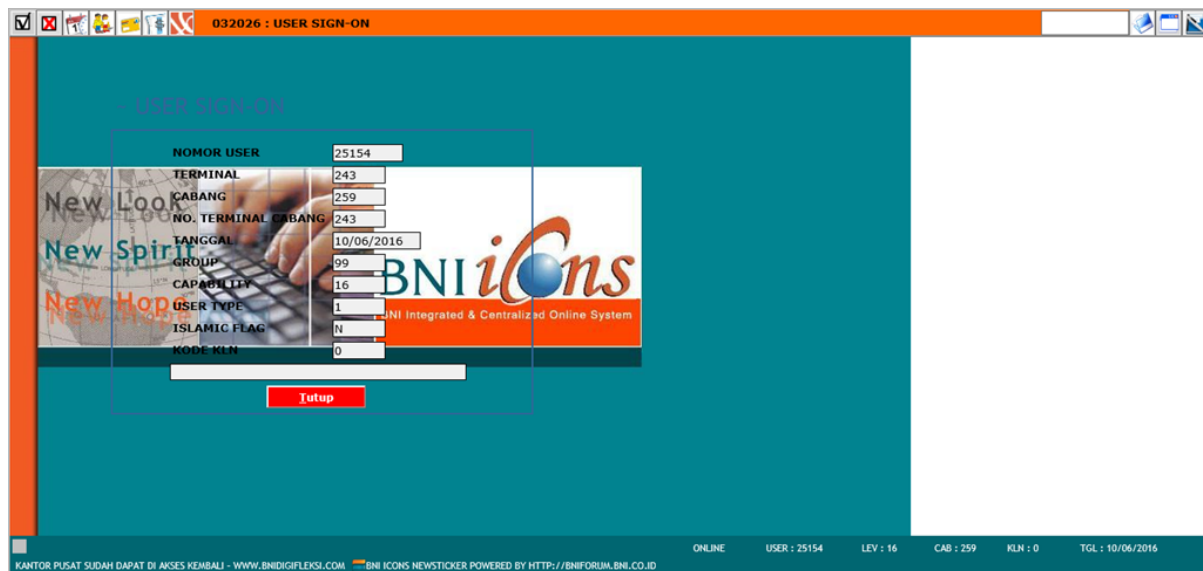 032026 : USER SIGN-ON
- USER SIGN-ON
NOMOR USER 25154
TERMINAL 243
CABANG 259
NO. TERMINAL CABANG 243
TANGGAL 10/06/2016
GROUP 99
CAPABILITY 16
USER TYPE 1
ISLAMIC FLAG N
KODE KLN 0
Tutup
New Look
New Spirit
New Hope
BNI icons
BNI Integrated & Centralized Online System
ONLINE USER : 25154 LEV : 16 CAB : 259 KLN : 0 TGL : 10/06/2016
KANTOR PUSAT SUDAH DAPAT DI AKSES KEMBALI - WWW.BNIDIGIFLEKSI.COM BNI ICONS NEWSTICKER POWERED BY HTTP://BNIFORUM.BNI.CO.ID